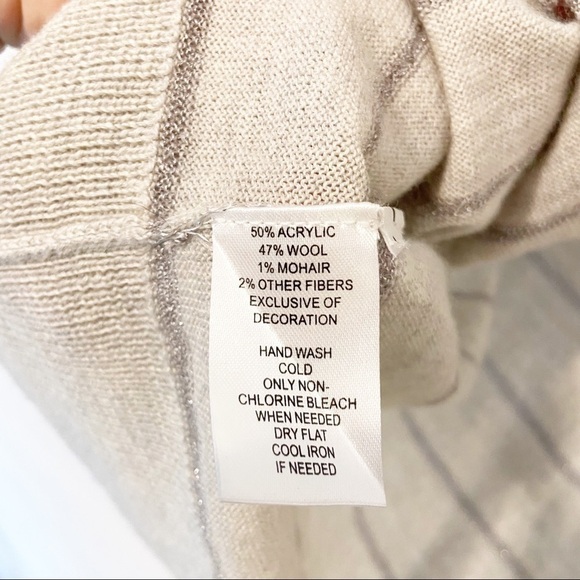 50% ACRYLIC
47% WOOL
1% MOHAIR
2% OTHER FIBERS
EXCLUSIVE OF
DECORATION
HAND WASH
COLD
ONLY NON-
CHLORINE BLEACH
WHEN NEEDED
DRY FLAT
COOL IRON
IF NEEDED